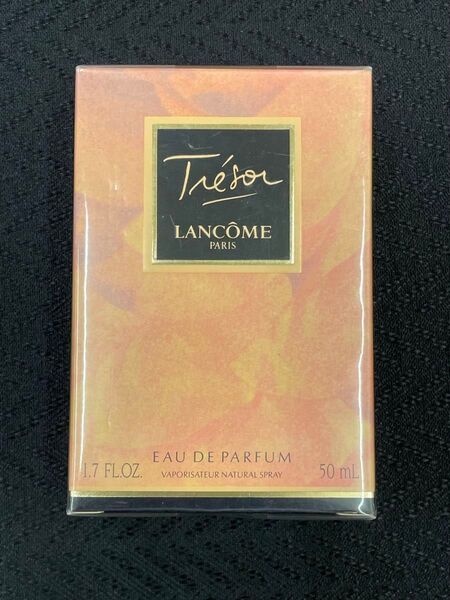 Trésor
LANCÔME
PARIS
EAU DE PARFUM
1.7 FL.OZ. VAPORISATEUR NATURAL SPRAY 50 mL